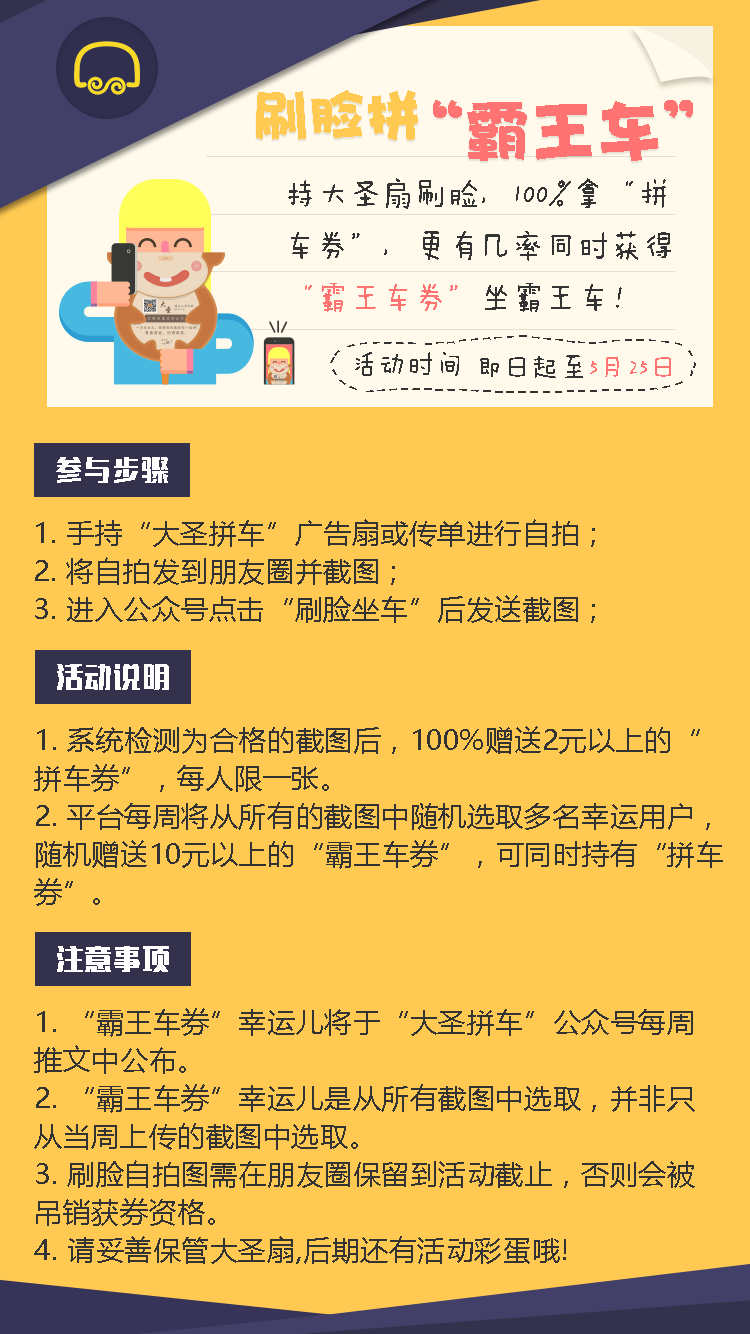 刷脸拼“霸王车”
持大圣扇刷脸，100%拿“拼
车券”，更有几率同时获得
“霸王车券”坐霸王车！
活动时间 即日起至5月25日
参与步骤
1. 手持“大圣拼车”广告扇或传单进行自拍；
2. 将自拍发到朋友圈并截图；
3. 进入公众号点击“刷脸坐车”后发送截图；
活动说明
1. 系统检测为合格的截图后，100%赠送2元以上的“
拼车券”，每人限一张。
2. 平台每周将从所有的截图中随机选取多名幸运用户，
随机赠送10元以上的“霸王车券”，可同时持有“拼车
券”。
注意事项
1. “霸王车券”幸运儿将于“大圣拼车”公众号每周
推文中公布。
2. “霸王车券”幸运儿是从所有截图中选取，并非只
从当周上传的截图中选取。
3. 刷脸自拍图需在朋友圈保留到活动截止，否则会被
吊销获券资格。
4. 请妥善保管大圣扇,后期还有活动彩蛋哦!